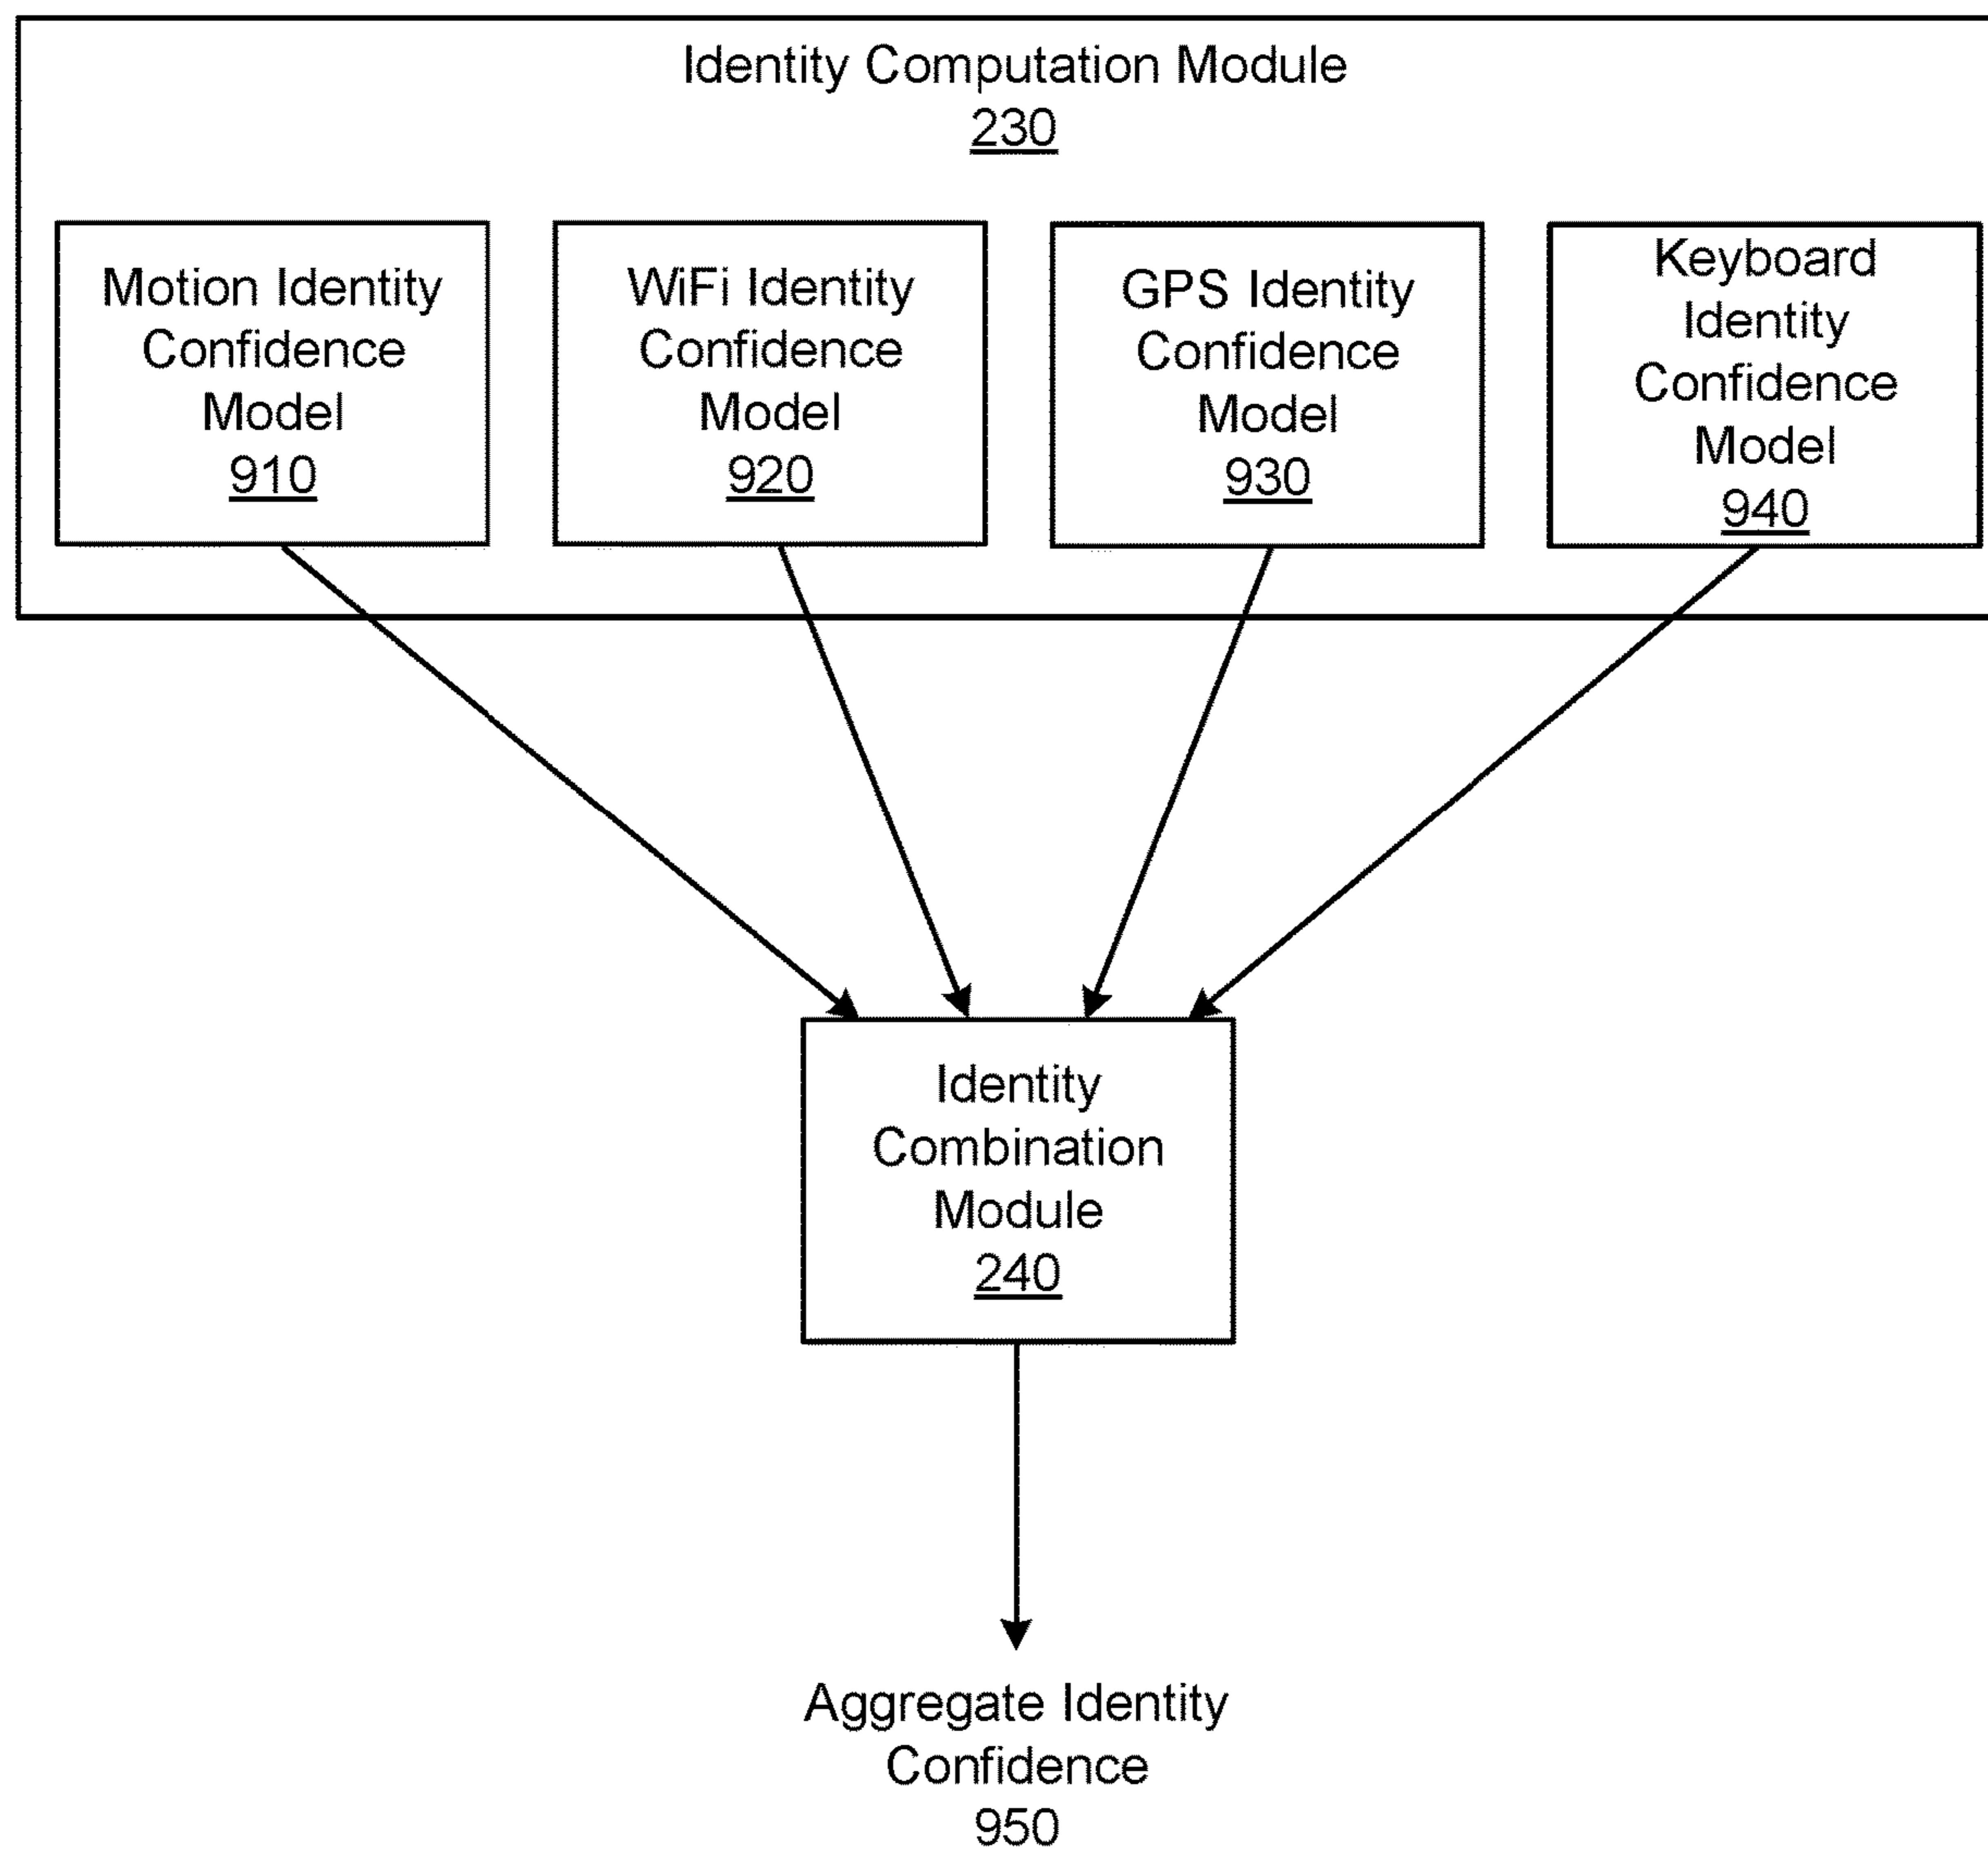 Identity Computation Module
230
Motion Identity
Confidence
Model
910
WiFi Identity
Confidence
Model
920
GPS Identity
Confidence
Model
930
Keyboard
Identity
Confidence
Model
940
Identity
Combination
Module
240
Aggregate Identity
Confidence
950